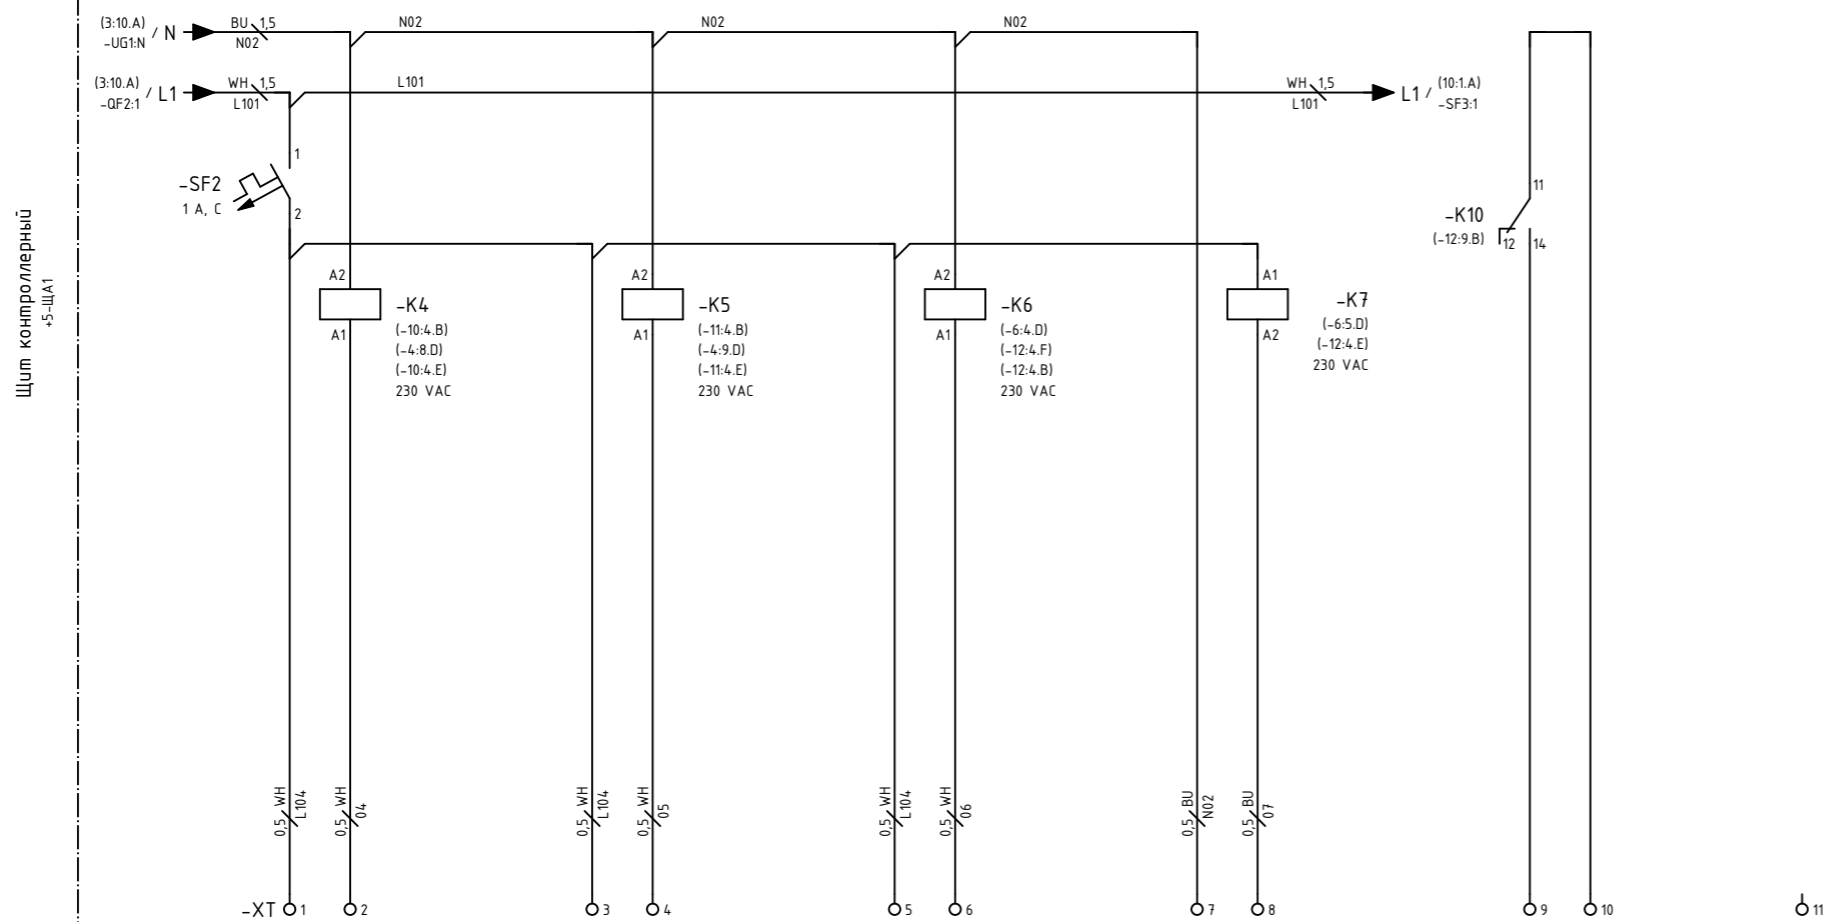 (3:10.A)
-UG1:N
/ N
BU 1,5
N02
N02
N02
N02
(3:10.A)
-QF2:1
/ L1
WH 1,5
L101
L101
WH 1,5
L101
L1 /
(10:1.A)
-SF3:1
1
-SF2
1 A, C
2
11
-K10
(-12:9.B)
12
14
Щит контроллерный
+5-ЩА1
A2
-K4
A1
(-10:4.B)
(-4:8.D)
(-10:4.E)
230 VAC
A2
-K5
A1
(-11:4.B)
(-4:9.D)
(-11:4.E)
230 VAC
A2
-K6
A1
(-6:4.D)
(-12:4.F)
(-12:4.B)
230 VAC
A1
-K7
A2
(-6:5.D)
(-12:4.E)
230 VAC
0,5 WH
L104
0,5 WH
04
0,5 WH
L104
0,5 WH
05
0,5 WH
L104
0,5 WH
06
0,5 BU
N02
0,5 BU
07
-XT 1 2 3 4 5 6 7 8 9 10 11